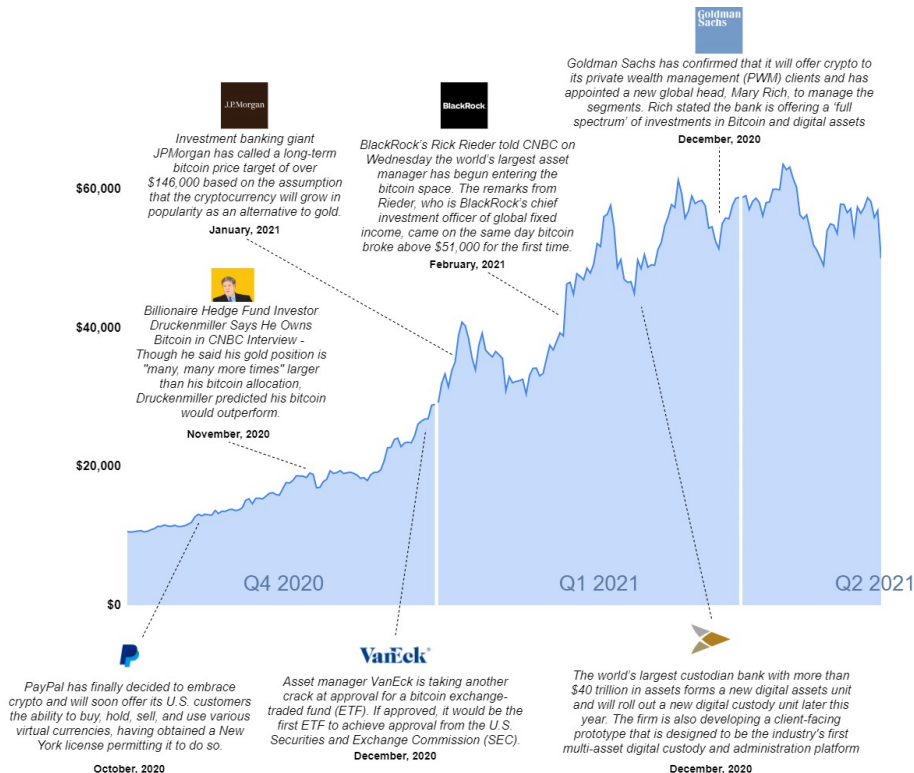 Goldman
Sachs
Goldman Sachs has confirmed that it will offer crypto to
its private wealth management (PWM) clients and has
appointed a new global head, Mary Rich, to manage the
segments. Rich stated the bank is offering a ‘full
spectrum’ of investments in Bitcoin and digital assets
December, 2020
J.P.Morgan
Investment banking giant
JPMorgan has called a long-term
bitcoin price target of over
$146,000 based on the assumption
that the cryptocurrency will grow in
popularity as an alternative to gold.
January, 2021
BlackRock
BlackRock’s Rick Rieder told CNBC on
Wednesday the world’s largest asset
manager has begun entering the
bitcoin space. The remarks from
Rieder, who is BlackRock’s chief
investment officer of global fixed
income, came on the same day bitcoin
broke above $51,000 for the first time.
February, 2021
Billionaire Hedge Fund Investor
Druckenmiller Says He Owns
Bitcoin in CNBC Interview -
Though he said his gold position is
"many, many more times" larger
than his bitcoin allocation,
Druckenmiller predicted his bitcoin
would outperform.
November, 2020
$60,000
$40,000
$20,000
$0
Q4 2020
Q1 2021
Q2 2021
PayPal has finally decided to embrace
crypto and will soon offer its U.S. customers
the ability to buy, hold, sell, and use various
virtual currencies, having obtained a New
York license permitting it to do so.
October, 2020
VanEck
Asset manager VanEck is taking another
crack at approval for a bitcoin exchange-
traded fund (ETF). If approved, it would be the
first ETF to achieve approval from the U.S.
Securities and Exchange Commission (SEC).
December, 2020
The world’s largest custodian bank with more than
$40 trillion in assets forms a new digital assets unit
and will roll out a new digital custody unit later this
year. The firm is also developing a client-facing
prototype that is designed to be the industry's first
multi-asset digital custody and administration platform
December, 2020